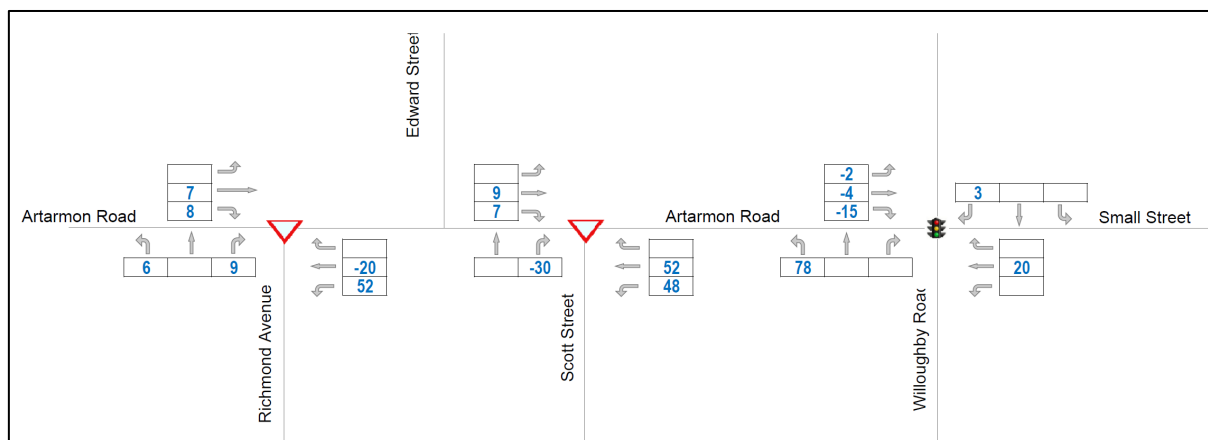 Edward Street
7
8
9
7
-2
-4
-15
3
Artarmon Road
Artarmon Road
Small Street
6
9
-20
52
-30
52
48
78
20
Richmond Avenue
Scott Street
Willoughby Road